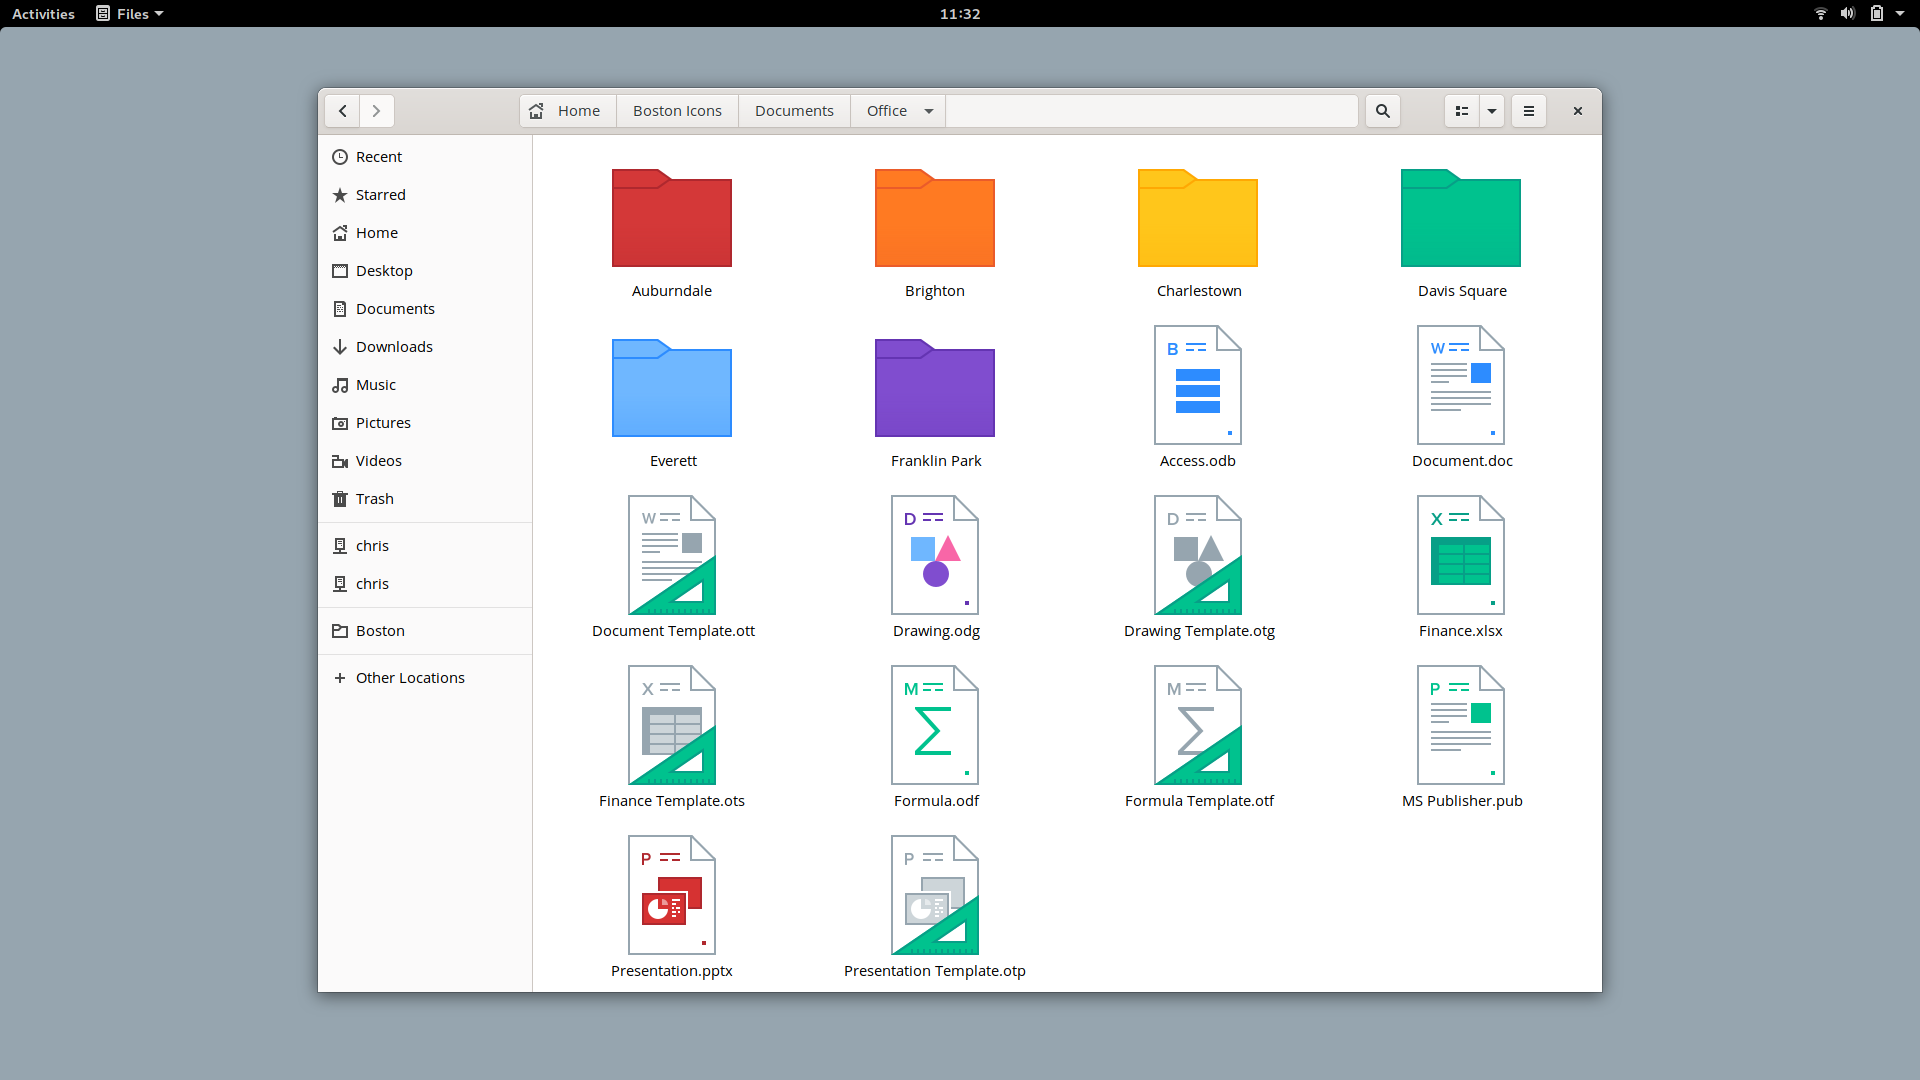 Activities Files 11:32
Home Boston Icons Documents Office
Recent
Starred
Home
Desktop
Documents
Downloads
Music
Pictures
Videos
Trash
chris
chris
Boston
Other Locations
Auburndale Brighton Charlestown Davis Square
B W
Everett Franklin Park Access.odb Document.doc
W D D X
Document Template.ott Drawing.odg Drawing Template.otg Finance.xlsx
X M M P
Finance Template.ots Formula.odf Formula Template.otf MS Publisher.pub
P P
Presentation.pptx Presentation Template.otp